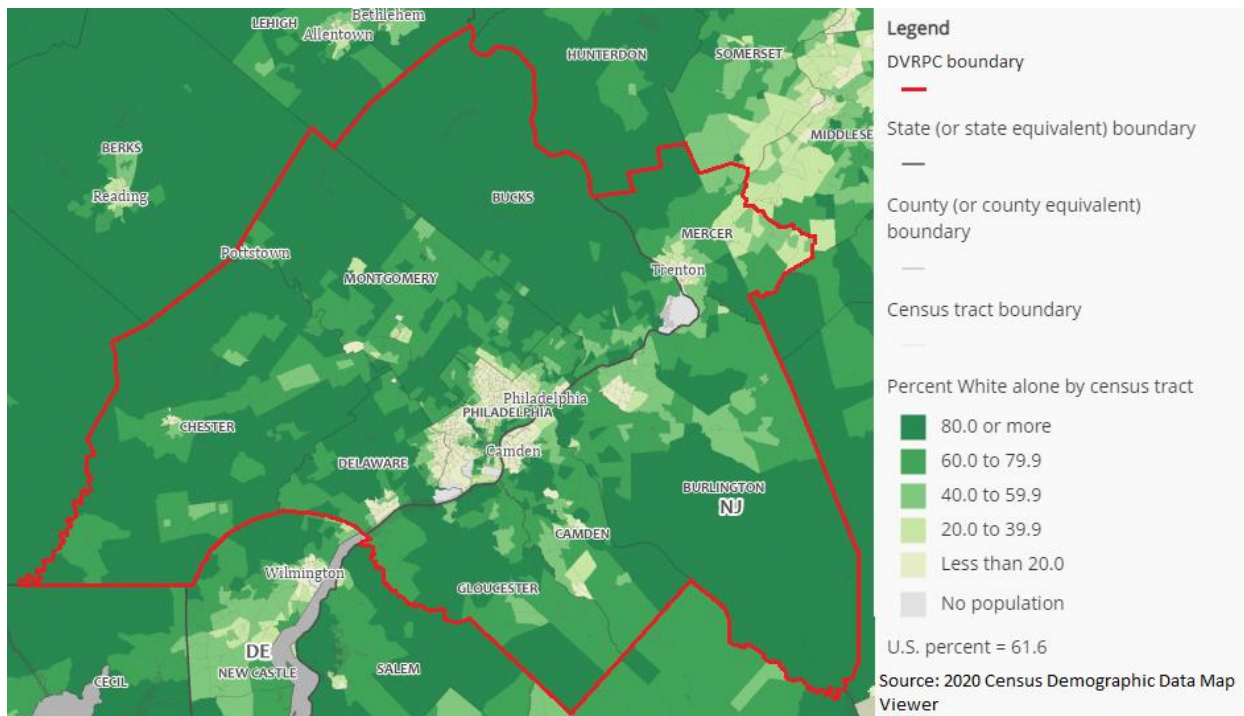 Bethlehem
LEHIGH
Allentown
HUNTERDON
SOMERSET
MIDDLESE
BERKS
Reading
BUCKS
MERCER
Pottstown
Trenton
MONTGOMERY
Philadelphia
PHILADELPHIA
CHESTER
Camden
DELAWARE
BURLINGTON
NJ
CAMDEN
Wilmington
GLOUCESTER
DE
NEW CASTLE
SALEM
CECIL
Legend
DVRPC boundary
State (or state equivalent) boundary
County (or county equivalent)
boundary
Census tract boundary
Percent White alone by census tract
80.0 or more
60.0 to 79.9
40.0 to 59.9
20.0 to 39.9
Less than 20.0
No population
U.S. percent = 61.6
Source: 2020 Census Demographic Data Map
Viewer